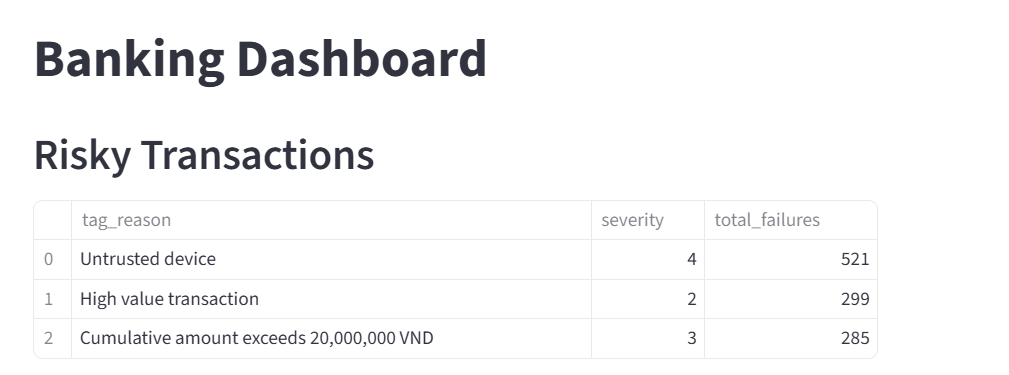 Banking Dashboard
Risky Transactions
tag_reason severity total_failures
0 Untrusted device 4 521
1 High value transaction 2 299
2 Cumulative amount exceeds 20,000,000 VND 3 285